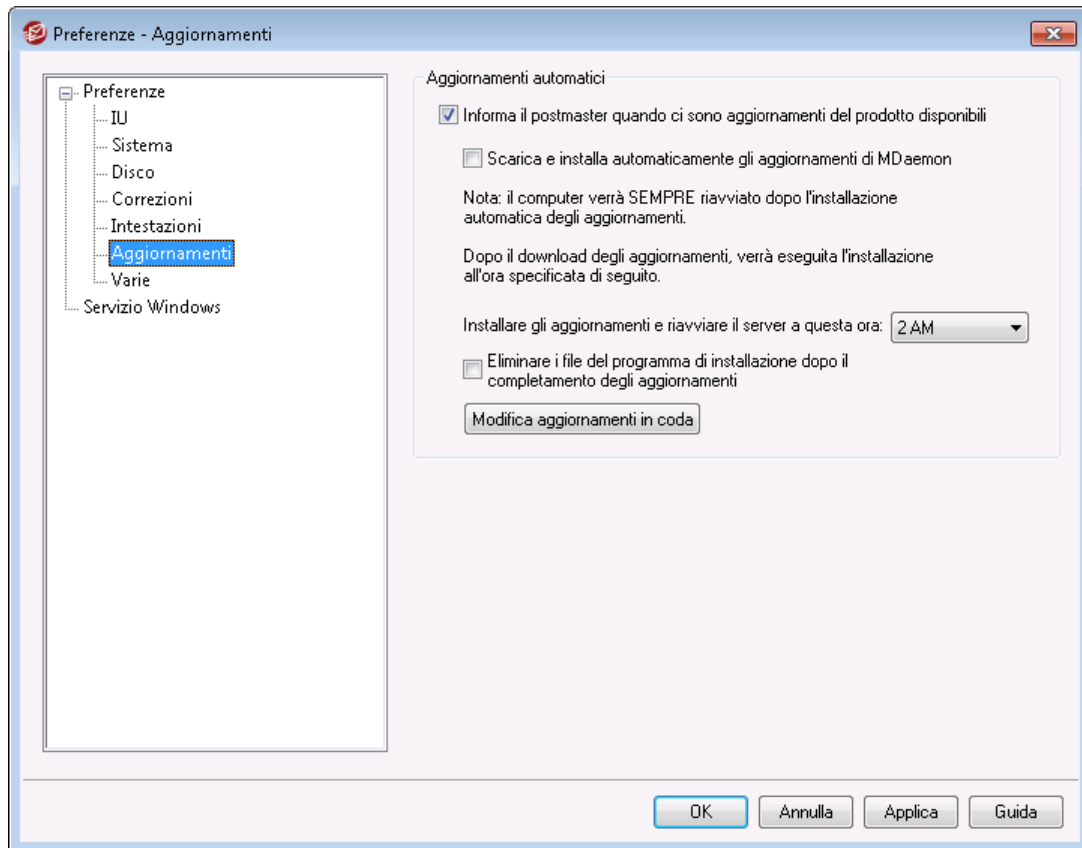 Preferenze - Aggiornamenti
Preferenze
IU
Sistema
Disco
Correzioni
Intestazioni
Aggiornamenti
Varie
Servizio Windows
Aggiornamenti automatici
Informa il postmaster quando ci sono aggiornamenti del prodotto disponibili
Scarica e installa automaticamente gli aggiornamenti di MDaemon
Nota: il computer verrà SEMPRE riavviato dopo l'installazione
automatica degli aggiornamenti.
Dopo il download degli aggiornamenti, verrà eseguita l'installazione
all'ora specificata di seguito.
Installare gli aggiornamenti e riavviare il server a questa ora: 2 AM
Eliminare i file del programma di installazione dopo il
completamento degli aggiornamenti
Modifica aggiornamenti in coda
OK Annulla Applica Guida